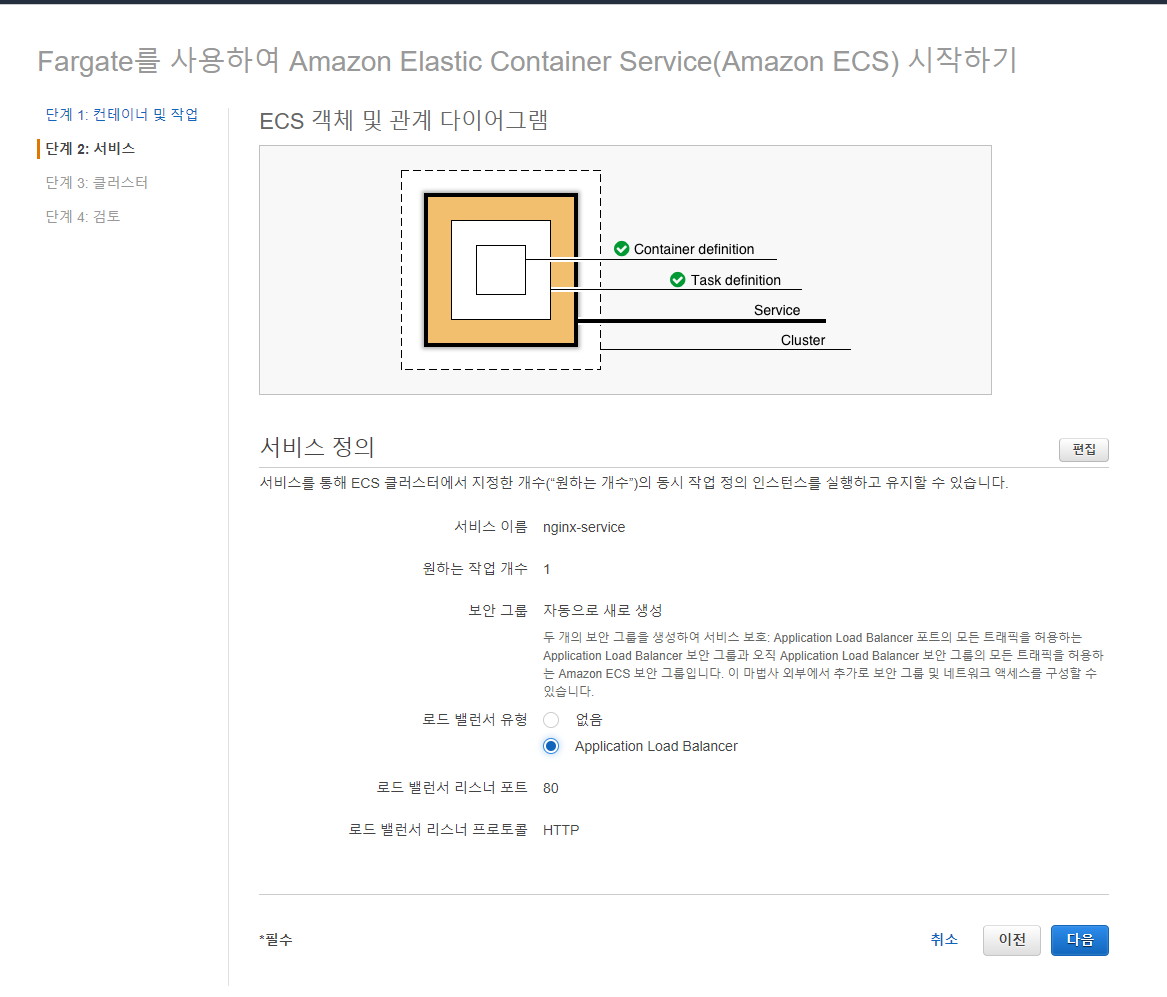 Fargate를 사용하여 Amazon Elastic Container Service(Amazon ECS) 시작하기
단계 1: 컨테이너 및 작업
단계 2: 서비스
단계 3: 클러스터
단계 4: 검토
ECS 객체 및 관계 다이어그램
Container definition
Task definition
Service
Cluster
서비스 정의
편집
서비스를 통해 ECS 클러스터에서 지정한 개수(“원하는 개수”)의 동시 작업 정의 인스턴스를 실행하고 유지할 수 있습니다.
서비스 이름 nginx-service
원하는 작업 개수 1
보안 그룹 자동으로 새로 생성
두 개의 보안 그룹을 생성하여 서비스 보호: Application Load Balancer 포트의 모든 트래픽을 허용하는
Application Load Balancer 보안 그룹과 오직 Application Load Balancer 보안 그룹의 모든 트래픽을 허용하
는 Amazon ECS 보안 그룹입니다. 이 마법사 외부에서 추가로 보안 그룹 및 네트워크 액세스를 구성할 수
있습니다.
로드 밸런서 유형 없음
Application Load Balancer
로드 밸런서 리스너 포트 80
로드 밸런서 리스너 프로토콜 HTTP
*필수
취소 이전 다음